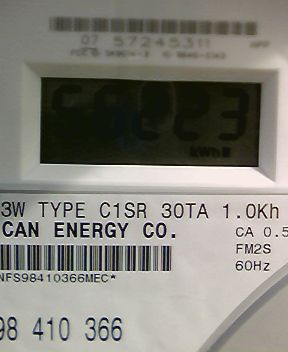 07 57245311
kWh
3W TYPE C1SR 30TA 1.0Kh
CAN ENERGY CO. CA 0.5
FM2S
NFS98410366MEC* 60Hz
98 410 366